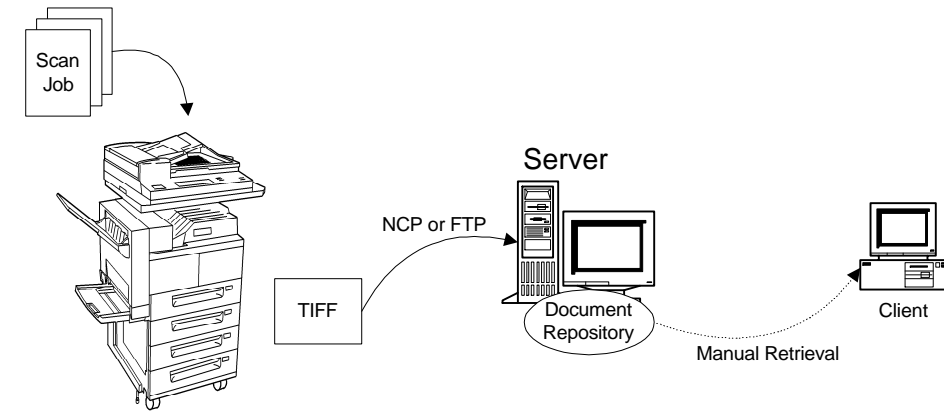 Scan
Job
Server
NCP or FTP
TIFF
Document
Repository
Client
Manual Retrieval